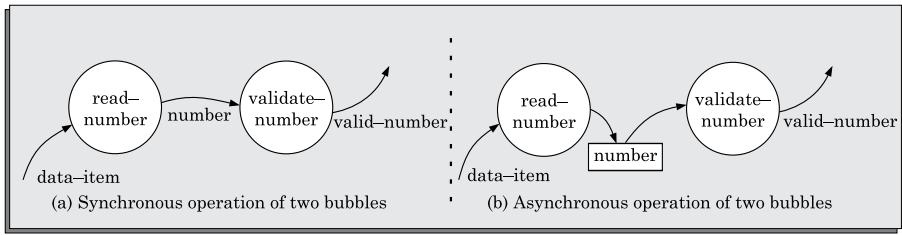 read–
number
number
validate–
number
valid–number
data–item
(a) Synchronous operation of two bubbles
read–
number
number
validate–
number
valid–number
data–item
(b) Asynchronous operation of two bubbles